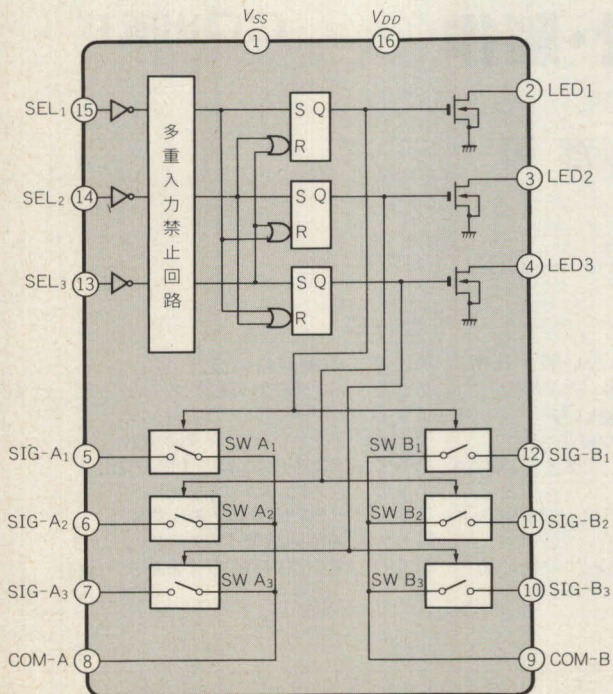 VSS VDD
1 16
SEL1 15
SEL2 14
SEL3 13
多重入力禁止回路
S Q
R
S Q
R
S Q
R
2 LED1
3 LED2
4 LED3
SIG-A1 5 SW A1 SW B1 12 SIG-B1
SIG-A2 6 SW A2 SW B2 11 SIG-B2
SIG-A3 7 SW A3 SW B3 10 SIG-B3
COM-A 8 9 COM-B